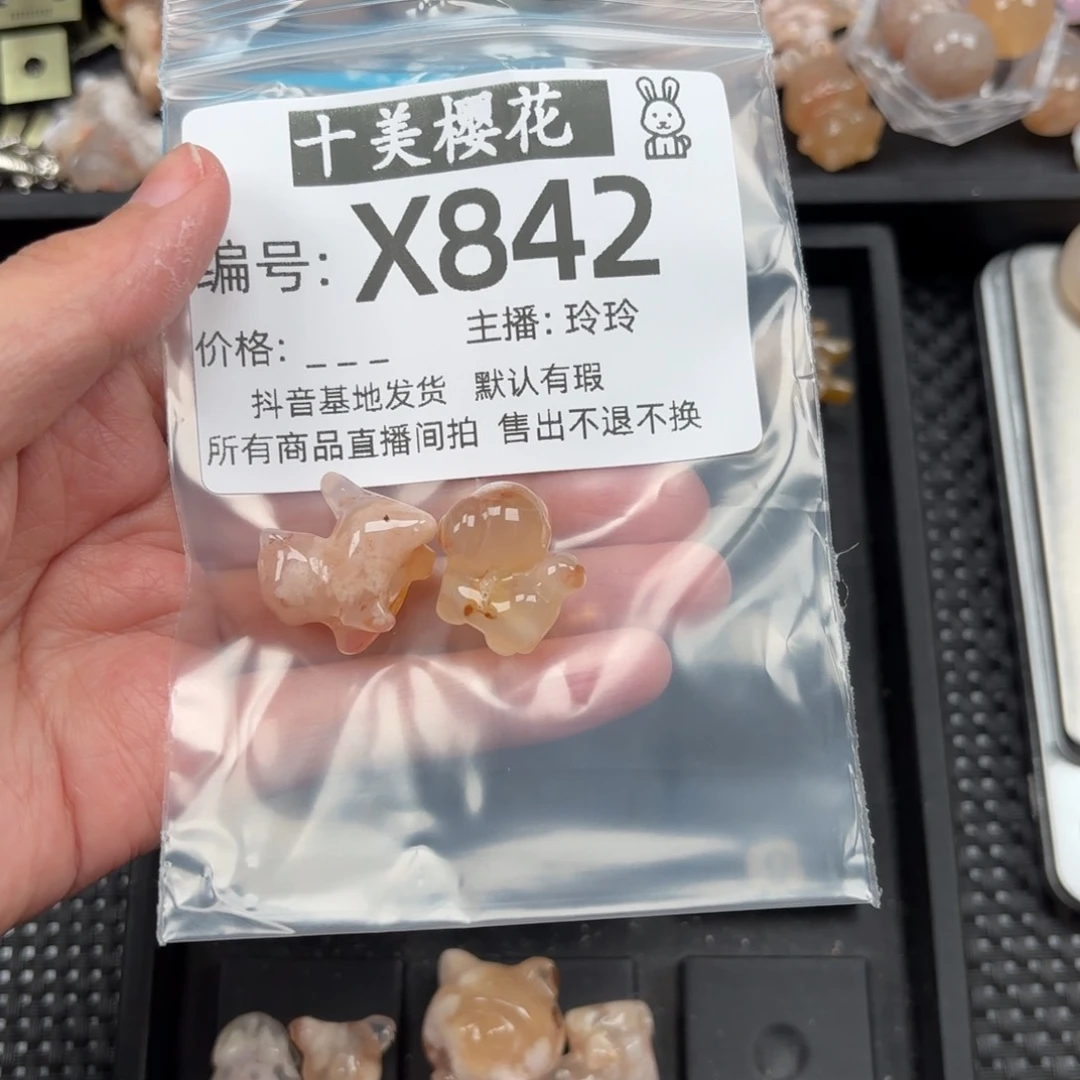 十美樱花
编号: X842
价格: _ _ _ 主播: 玲玲
抖音基地发货 默认有瑕
所有商品直播间拍 售出不退不换